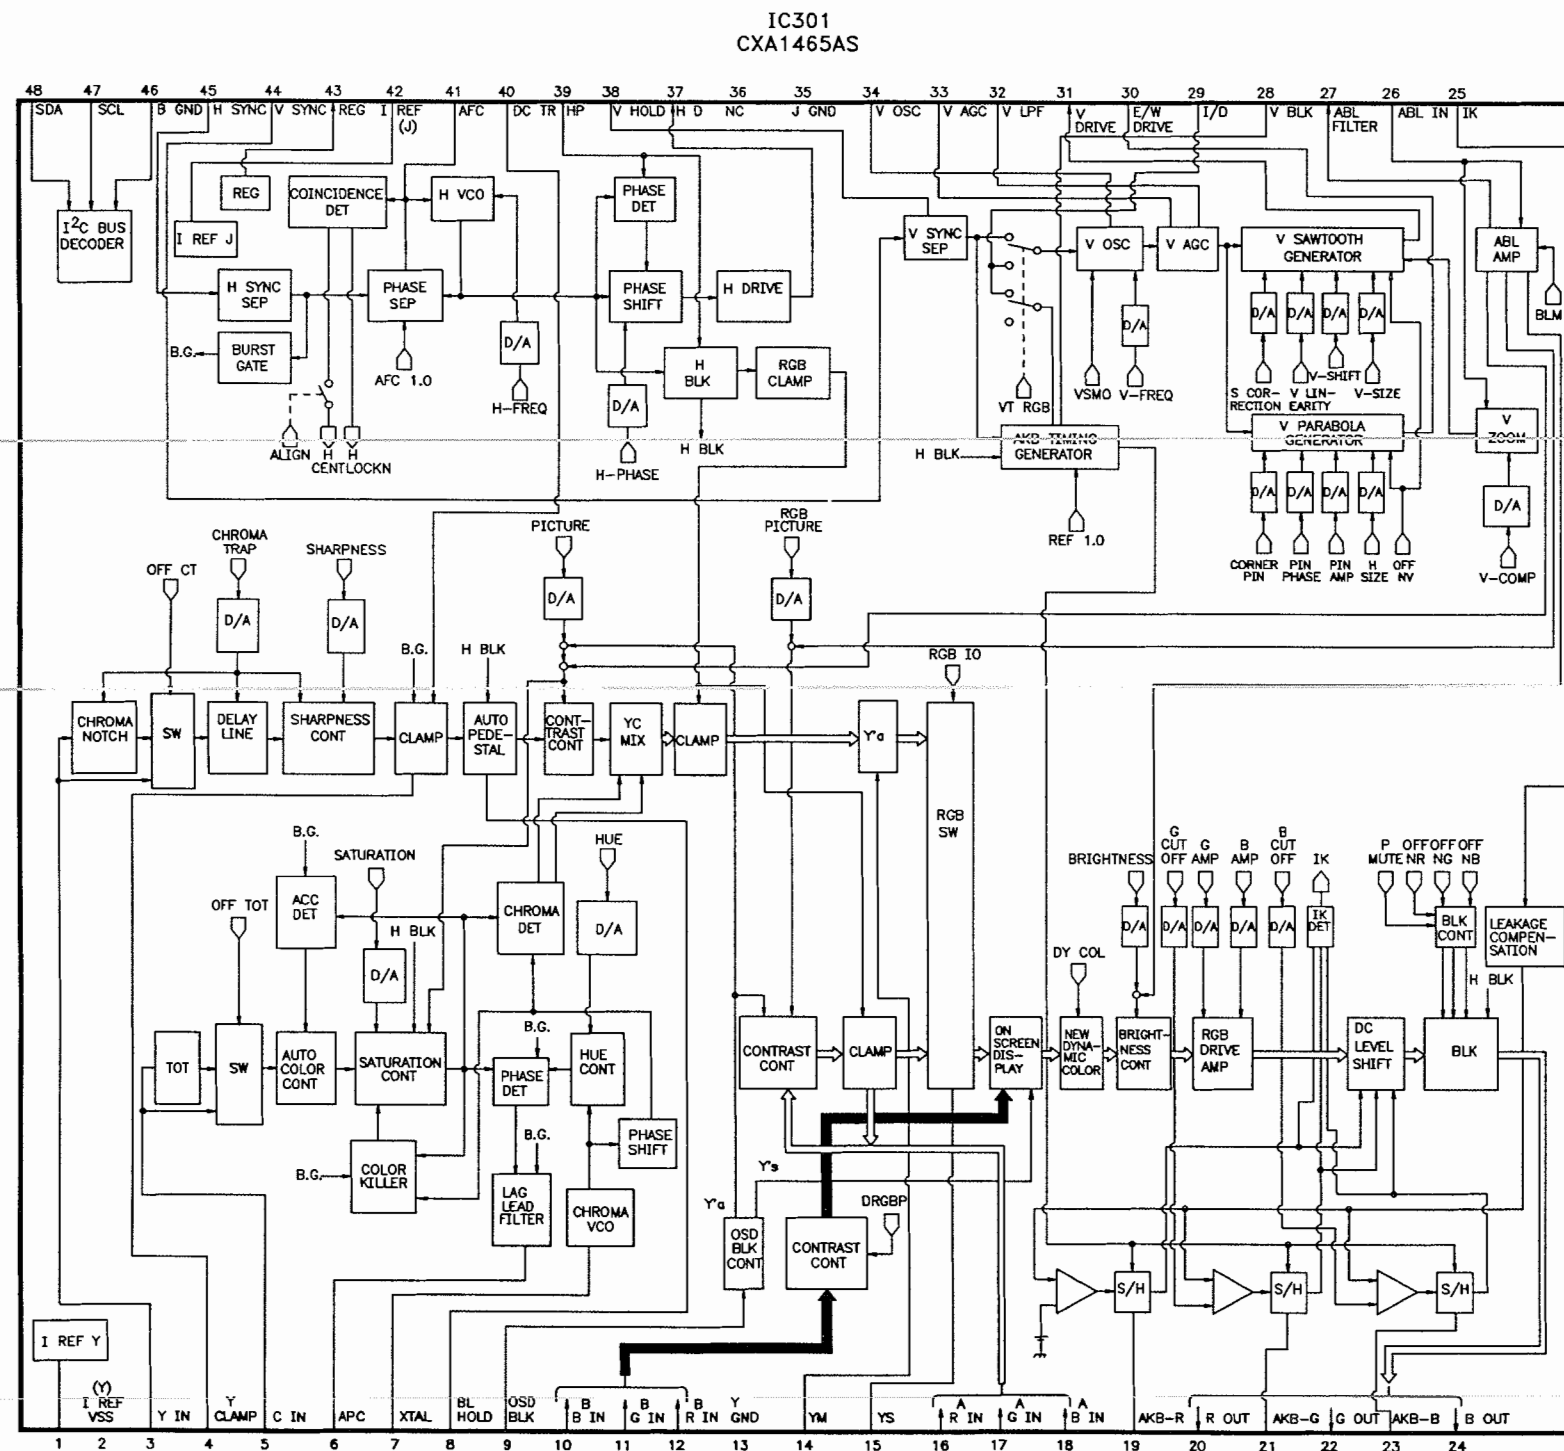 IC301
CXA1465AS
48 47 46 45 44 43 42 41 40 39 38 37 36 35 34 33 32 31 30 29 28 27 26 25
SDA SCL B GND H SYNC V SYNC REG I REF (J) AFC DC TR HP V HOLD H D NC J GND V OSC V AGC V LPF V DRIVE E/W DRIVE I/D V BLK ABL FILTER ABL IN IK
I²C BUS DECODER
REG
I REF J
COINCIDENCE DET
H VCO
PHASE DET
V SYNC SEP
V OSC
V AGC
V SAWTOOTH GENERATOR
ABL AMP
H SYNC SEP
PHASE SEP
PHASE SHIFT
H DRIVE
D/A
D/A
D/A
D/A
D/A
BLM
B.G.
BURST GATE
D/A
AFC 1.0
H-FREQ
H BLK
RGB CLAMP
D/A
VT RGB
VSMO
V-FREQ
S CORRECTION
V LINEARITY
V-SHIFT
V-SIZE
ALIGN
H CENT
H LOCKN
H-PHASE
H BLK
H BLK
AKB TIMING GENERATOR
V PARABOLA GENERATOR
V ZOOM
D/A
D/A
D/A
D/A
D/A
REF 1.0
CORNER PIN
PIN PHASE
PIN AMP
H SIZE
OFF NV
V-COMP
OFF CT
CHROMA TRAP
SHARPNESS
PICTURE
RGB PICTURE
D/A
D/A
D/A
D/A
B.G.
H BLK
RGB IO
CHROMA NOTCH
SW
DELAY LINE
SHARPNESS CONT
CLAMP
AUTO PEDE-STAL
CONT-TRAST CONT
YC MIX
CLAMP
Y'a
RGB SW
B.G.
SATURATION
HUE
OFF TOT
ACC DET
H BLK
D/A
CHROMA DET
D/A
BRIGHTNESS
G CUT OFF
G AMP
B AMP
B CUT OFF
IK
P MUTE
OFF NR
OFF NG
OFF NB
D/A
D/A
D/A
D/A
D/A
IK DET
BLK CONT
LEAKAGE COMPEN-SATION
DY COL
H BLK
TOT
SW
AUTO COLOR CONT
SATURATION CONT
B.G.
PHASE DET
HUE CONT
CONTRAST CONT
CLAMP
ON SCREEN DIS-PLAY
NEW DYNA-MIC COLOR
BRIGHT-NESS CONT
RGB DRIVE AMP
DC LEVEL SHIFT
BLK
B.G.
COLOR KILLER
B.G.
PHASE SHIFT
LAG LEAD FILTER
CHROMA VCO
Y's
Y'a
DRGBP
OSD BLK CONT
CONTRAST CONT
S/H
S/H
S/H
I REF Y
(Y) I REF VSS Y IN Y CLAMP C IN APC XTAL BL HOLD OSD BLK B B IN B G IN B R IN Y GND YM YS A R IN A G IN A B IN AKB-R R OUT AKB-G G OUT AKB-B B OUT
1 2 3 4 5 6 7 8 9 10 11 12 13 14 15 16 17 18 19 20 21 22 23 24